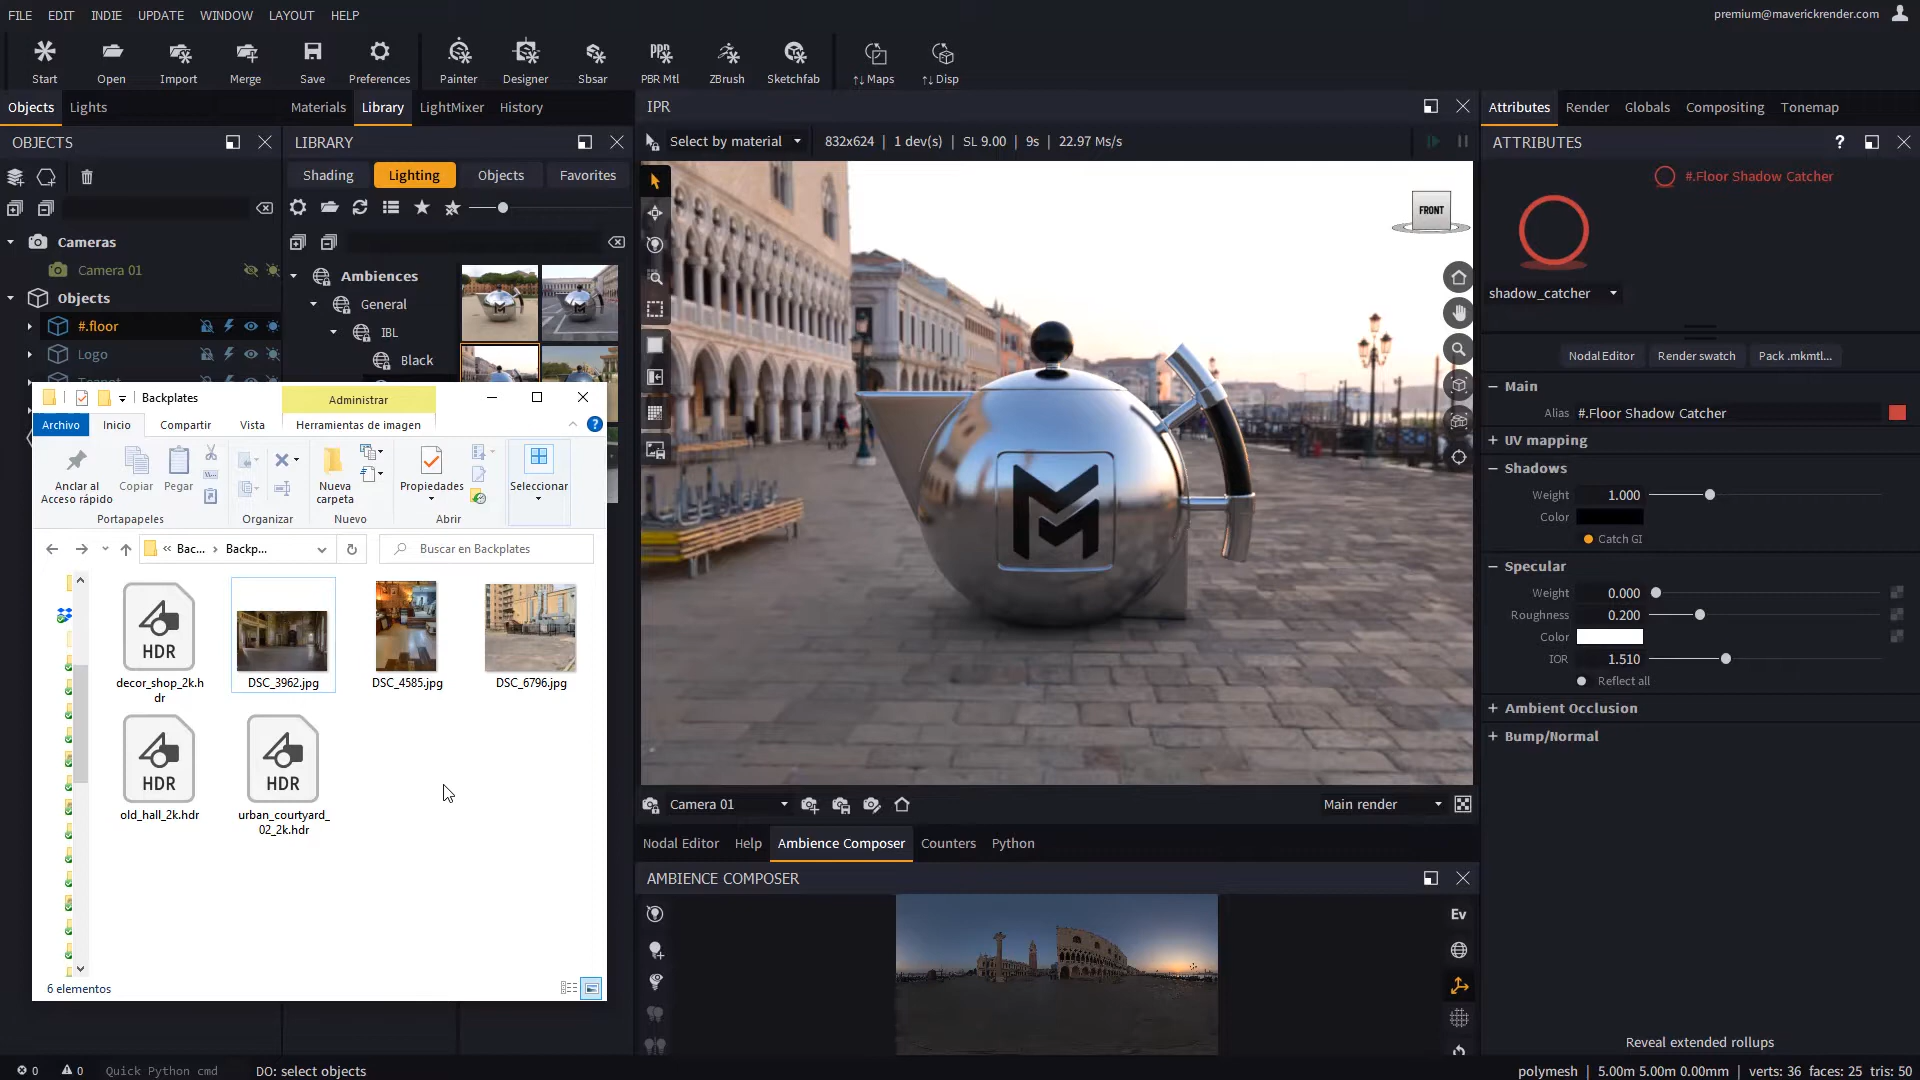 FILE EDIT INDIE UPDATE WINDOW LAYOUT HELP
premium@maverickrender.com
Start Open Import Merge Save Preferences Painter Designer Sbsar PBR Mtl ZBrush Sketchfab ↑↓ Maps ↑↓ Disp
Objects Lights
Materials Library LightMixer History
IPR
Attributes Render Globals Compositing Tonemap
OBJECTS
LIBRARY
Select by material 832x624 | 1 dev(s) | SL 9.00 | 9s | 22.97 Ms/s
ATTRIBUTES
Shading Lighting Objects Favorites
#.Floor Shadow Catcher
FRONT
Cameras
Camera 01
Objects
#.floor
Logo
Ambiences
General
IBL
Black
shadow_catcher
Nodal Editor Render swatch Pack .mkmtl...
Main
Alias #.Floor Shadow Catcher
UV mapping
Shadows
Weight 1.000
Color
Catch GI
Specular
Weight 0.000
Roughness 0.200
Color
IOR 1.510
Reflect all
Ambient Occlusion
Bump/Normal
Reveal extended rollups
Backplates
Administrar
Archivo Inicio Compartir Vista Herramientas de imagen
Anclar al
Acceso rápido
Copiar
Pegar
Nueva
carpeta
Propiedades
Seleccionar
Portapapeles Organizar Nuevo Abrir
« Bac... › Backp...
Buscar en Backplates
HDR
decor_shop_2k.h
dr
DSC_3962.jpg
DSC_4585.jpg
DSC_6796.jpg
HDR
old_hall_2k.hdr
HDR
urban_courtyard_
02_2k.hdr
6 elementos
Camera 01
Main render
Nodal Editor Help Ambience Composer Counters Python
AMBIENCE COMPOSER
Ev
0 0 Quick Python cmd DO: select objects
polymesh | 5.00m 5.00m 0.00mm | verts: 36 faces: 25 tris: 50